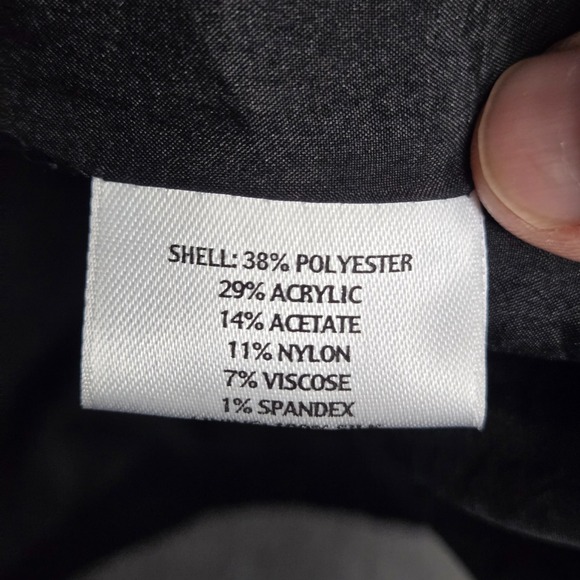 SHELL: 38% POLYESTER
29% ACRYLIC
14% ACETATE
11% NYLON
7% VISCOSE
1% SPANDEX